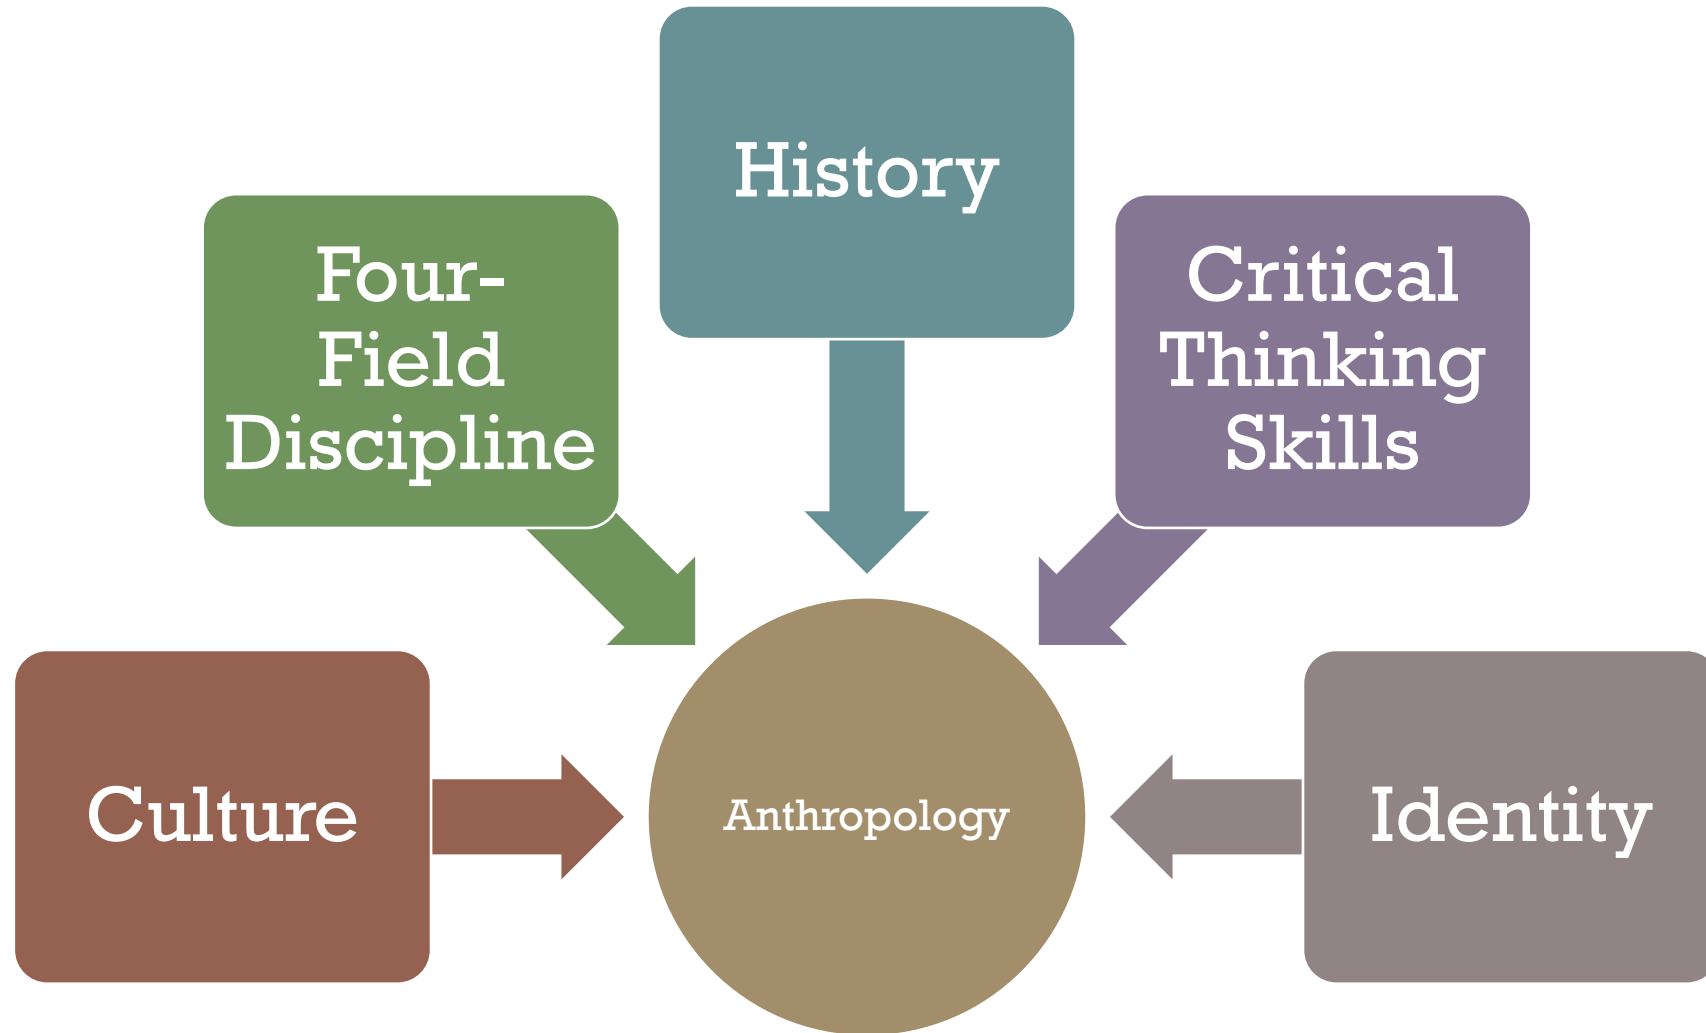 History
Four-
Field
Discipline
Critical
Thinking
Skills
Culture
Anthropology
Identity